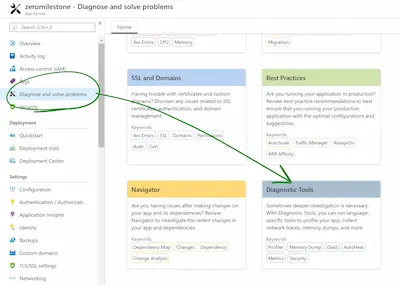 zeromilestone - Diagnose and solve problems
App Service
Search (Ctrl+/)
Overview
Activity log
Access control (IAM)
Tags
Diagnose and solve problems
Security
Deployment
Quickstart
Deployment slots
Deployment Center
Settings
Configuration
Authentication / Authorizati...
Application Insights
Identity
Backups
Custom domains
TLS/SSL settings
Networking
Home
4xx Errors
CPU
Memory
Migration
SSL and Domains
Having trouble with certificates and custom domains? Discover any issues related to SSL certificates, authentication, and domain management.
Keywords
4xx Errors
SSL
Domains
Permissions
Auth
Cert
Best Practices
Are you running your application in production? Review best practice recommendations to best ensure that you running your production application with the optimal configurations and suggestions.
Keywords
AutoScale
Traffic Manager
AlwaysOn
ARR Affinity
Navigator
Are you having issues after making changes on your app and its dependencies? Review Navigator to investigate the recent changes in your app and dependencies.
Keywords
Dependency Map
Changes
Dependency
Change Analysis
Diagnostic Tools
Sometimes deeper investigation is necessary. With Diagnostic Tools, you can run language-specific tools to profile your app, collect network traces, memory dumps, and more.
Keywords
Profiler
Memory Dump
DaaS
AutoHeal
Metrics
Security